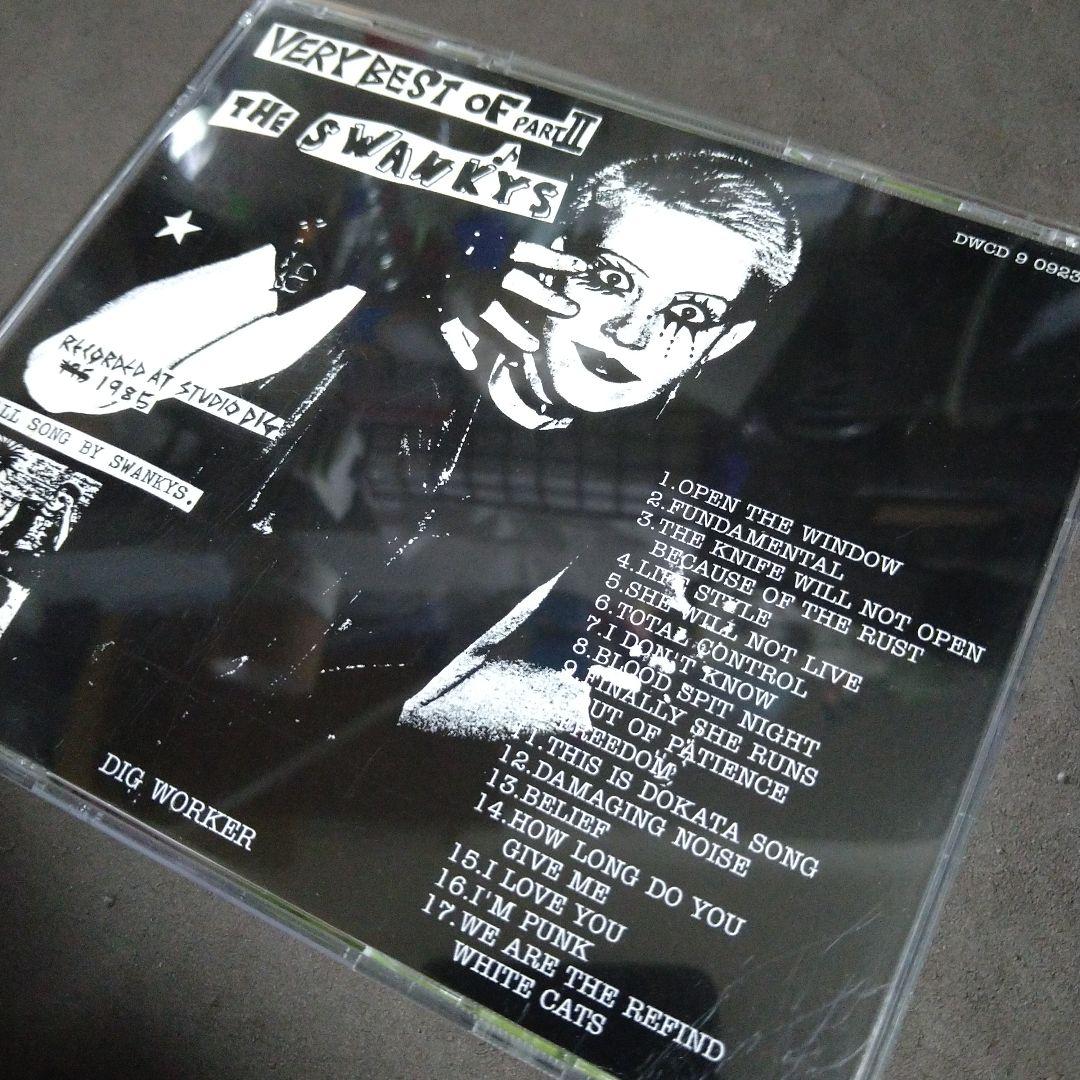 VERY BEST OF PART II
THE SWANKYS
DWCD 9 0923
RECORDED AT STUDIO DIG
1985
LL SONG BY SWANKYS.
1.OPEN THE WINDOW
2.FUNDAMENTAL
3.THE KNIFE WILL NOT OPEN
BECAUSE OF THE RUST
4.LIFE STYLE
5.SHE WILL NOT LIVE
6.TOTAL CONTROL
7.I DON'T KNOW
8.BLOOD SPIT NIGHT
9.FINALLY SHE RUNS
OUT OF PATIENCE
FREEDOM
1.THIS IS DOKATA SONG
12.DAMAGING NOISE
13.BELIEF
14.HOW LONG DO YOU
GIVE ME
15.I LOVE YOU
16.I'M PUNK
17.WE ARE THE REFIND
WHITE CATS
DIG WORKER